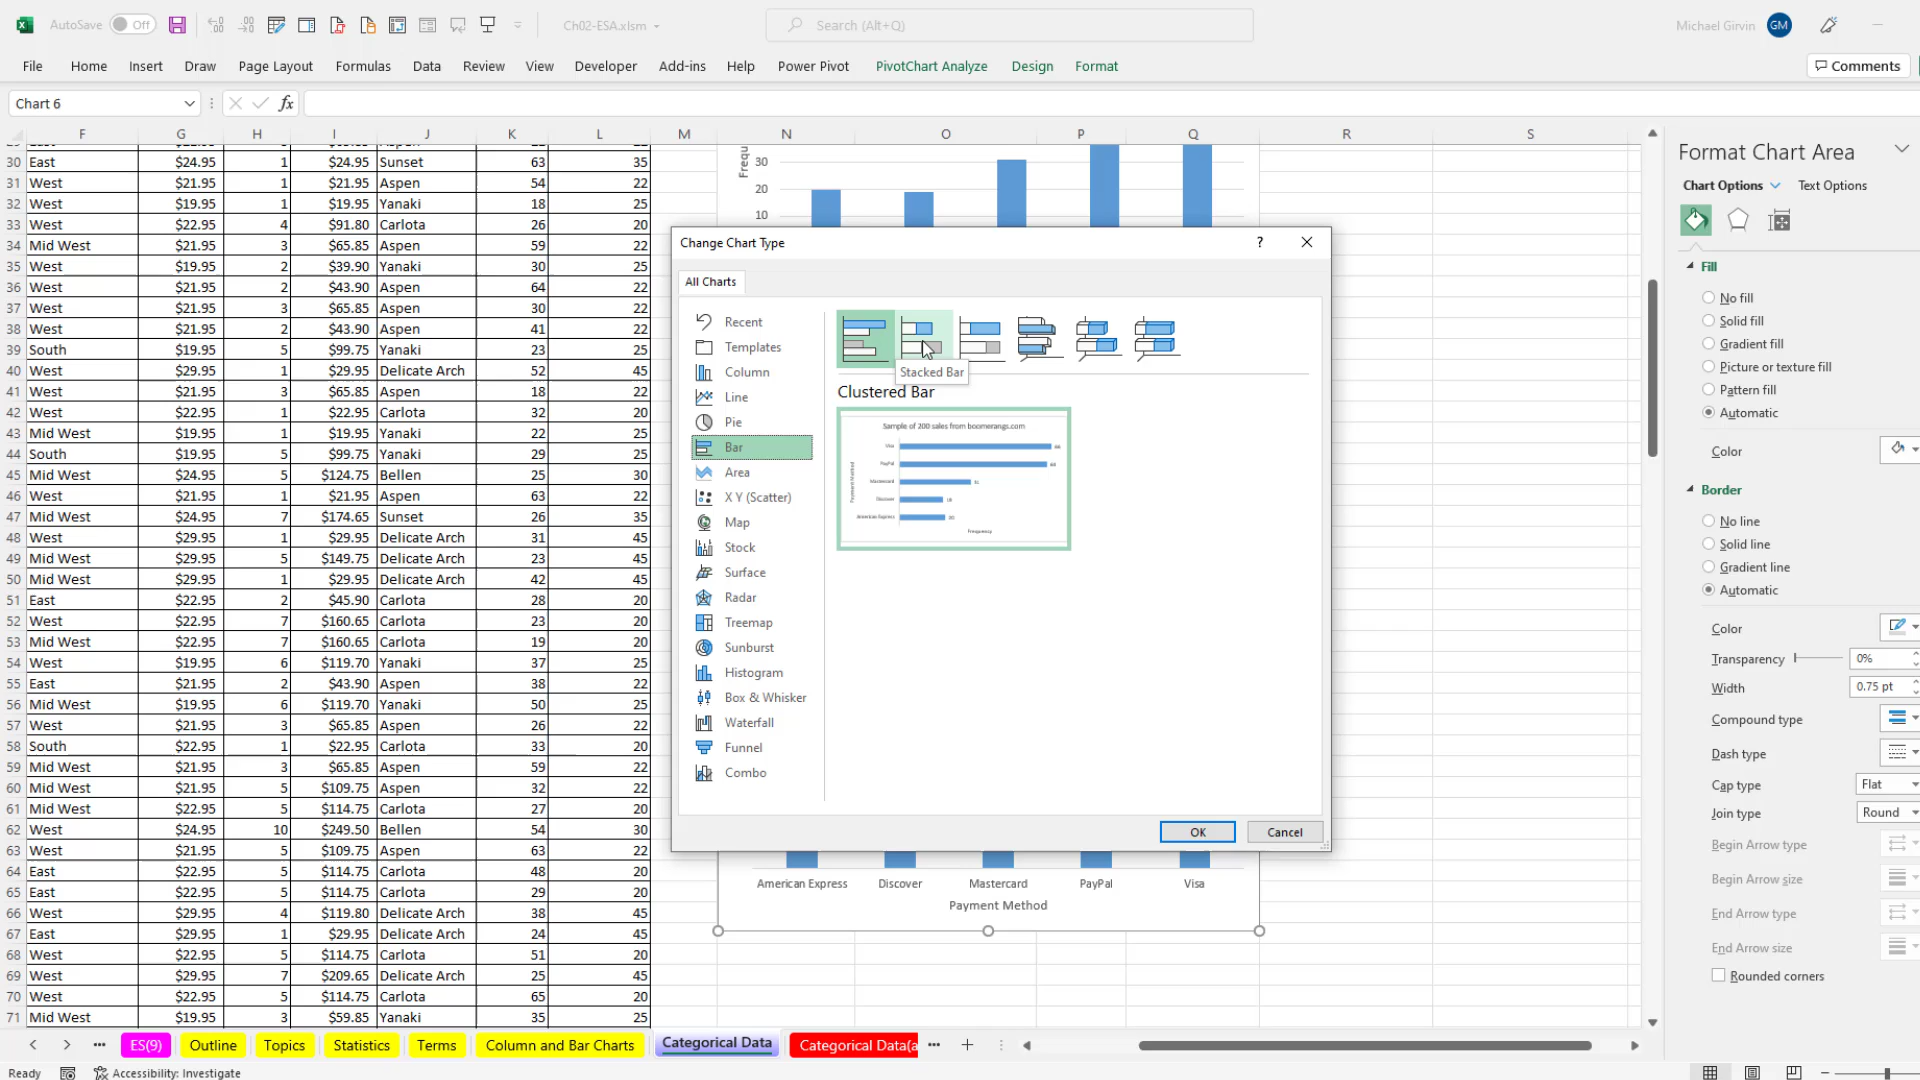 AutoSave Off Ch02-ESA.xlsm Search (Alt+Q) Michael Girvin GM
File Home Insert Draw Page Layout Formulas Data Review View Developer Add-ins Help Power Pivot PivotChart Analyze Design Format Comments
Chart 6 fx
F G H I J K L M N O P Q R S
30 East $24.95 1 $24.95 Sunset 63 35
31 West $21.95 1 $21.95 Aspen 54 22
32 West $19.95 1 $19.95 Yanaki 18 25
33 West $22.95 4 $91.80 Carlota 26 20
34 Mid West $21.95 3 $65.85 Aspen 59 22
35 West $19.95 2 $39.90 Yanaki 30 25
36 West $21.95 2 $43.90 Aspen 64 22
37 West $21.95 3 $65.85 Aspen 30 22
38 West $21.95 2 $43.90 Aspen 41 22
39 South $19.95 5 $99.75 Yanaki 23 25
40 West $29.95 1 $29.95 Delicate Arch 52 45
41 West $21.95 3 $65.85 Aspen 18 22
42 West $22.95 1 $22.95 Carlota 32 20
43 Mid West $19.95 1 $19.95 Yanaki 22 25
44 South $19.95 5 $99.75 Yanaki 29 25
45 Mid West $24.95 5 $124.75 Bellen 25 30
46 West $21.95 1 $21.95 Aspen 63 22
47 Mid West $24.95 7 $174.65 Sunset 26 35
48 West $29.95 1 $29.95 Delicate Arch 31 45
49 Mid West $29.95 5 $149.75 Delicate Arch 23 45
50 Mid West $29.95 1 $29.95 Delicate Arch 42 45
51 East $22.95 2 $45.90 Carlota 28 20
52 West $22.95 7 $160.65 Carlota 23 20
53 Mid West $22.95 7 $160.65 Carlota 19 20
54 West $19.95 6 $119.70 Yanaki 37 25
55 East $21.95 2 $43.90 Aspen 38 22
56 Mid West $19.95 6 $119.70 Yanaki 50 25
57 West $21.95 3 $65.85 Aspen 26 22
58 South $22.95 1 $22.95 Carlota 33 20
59 Mid West $21.95 3 $65.85 Aspen 59 22
60 Mid West $21.95 5 $109.75 Aspen 32 22
61 Mid West $22.95 5 $114.75 Carlota 27 20
62 West $24.95 10 $249.50 Bellen 54 30
63 West $21.95 5 $109.75 Aspen 63 22
64 East $22.95 5 $114.75 Carlota 48 20
65 East $22.95 5 $114.75 Carlota 29 20
66 West $29.95 4 $119.80 Delicate Arch 38 45
67 East $29.95 1 $29.95 Delicate Arch 24 45
68 West $22.95 5 $114.75 Carlota 51 20
69 West $29.95 7 $209.65 Delicate Arch 25 45
70 West $22.95 5 $114.75 Carlota 65 20
71 Mid West $19.95 3 $59.85 Yanaki 35 25
Frequ
30
20
10
Change Chart Type ?
All Charts
Recent
Templates
Column
Line
Pie
Bar
Area
X Y (Scatter)
Map
Stock
Surface
Radar
Treemap
Sunburst
Histogram
Box & Whisker
Waterfall
Funnel
Combo
Stacked Bar
Clustered Bar
Sample of 200 sales from boomerangs.com
Visa
PayPal
Mastercard
Discover
American Express
Payment Method
Frequency
OK Cancel
American Express Discover Mastercard PayPal Visa
Payment Method
Format Chart Area
Chart Options Text Options
Fill
No fill
Solid fill
Gradient fill
Picture or texture fill
Pattern fill
Automatic
Color
Border
No line
Solid line
Gradient line
Automatic
Color
Transparency 0%
Width 0.75 pt
Compound type
Dash type
Cap type Flat
Join type Round
Begin Arrow type
Begin Arrow size
End Arrow type
End Arrow size
Rounded corners
ES(9) Outline Topics Statistics Terms Column and Bar Charts Categorical Data Categorical Data(a
Ready Accessibility: Investigate